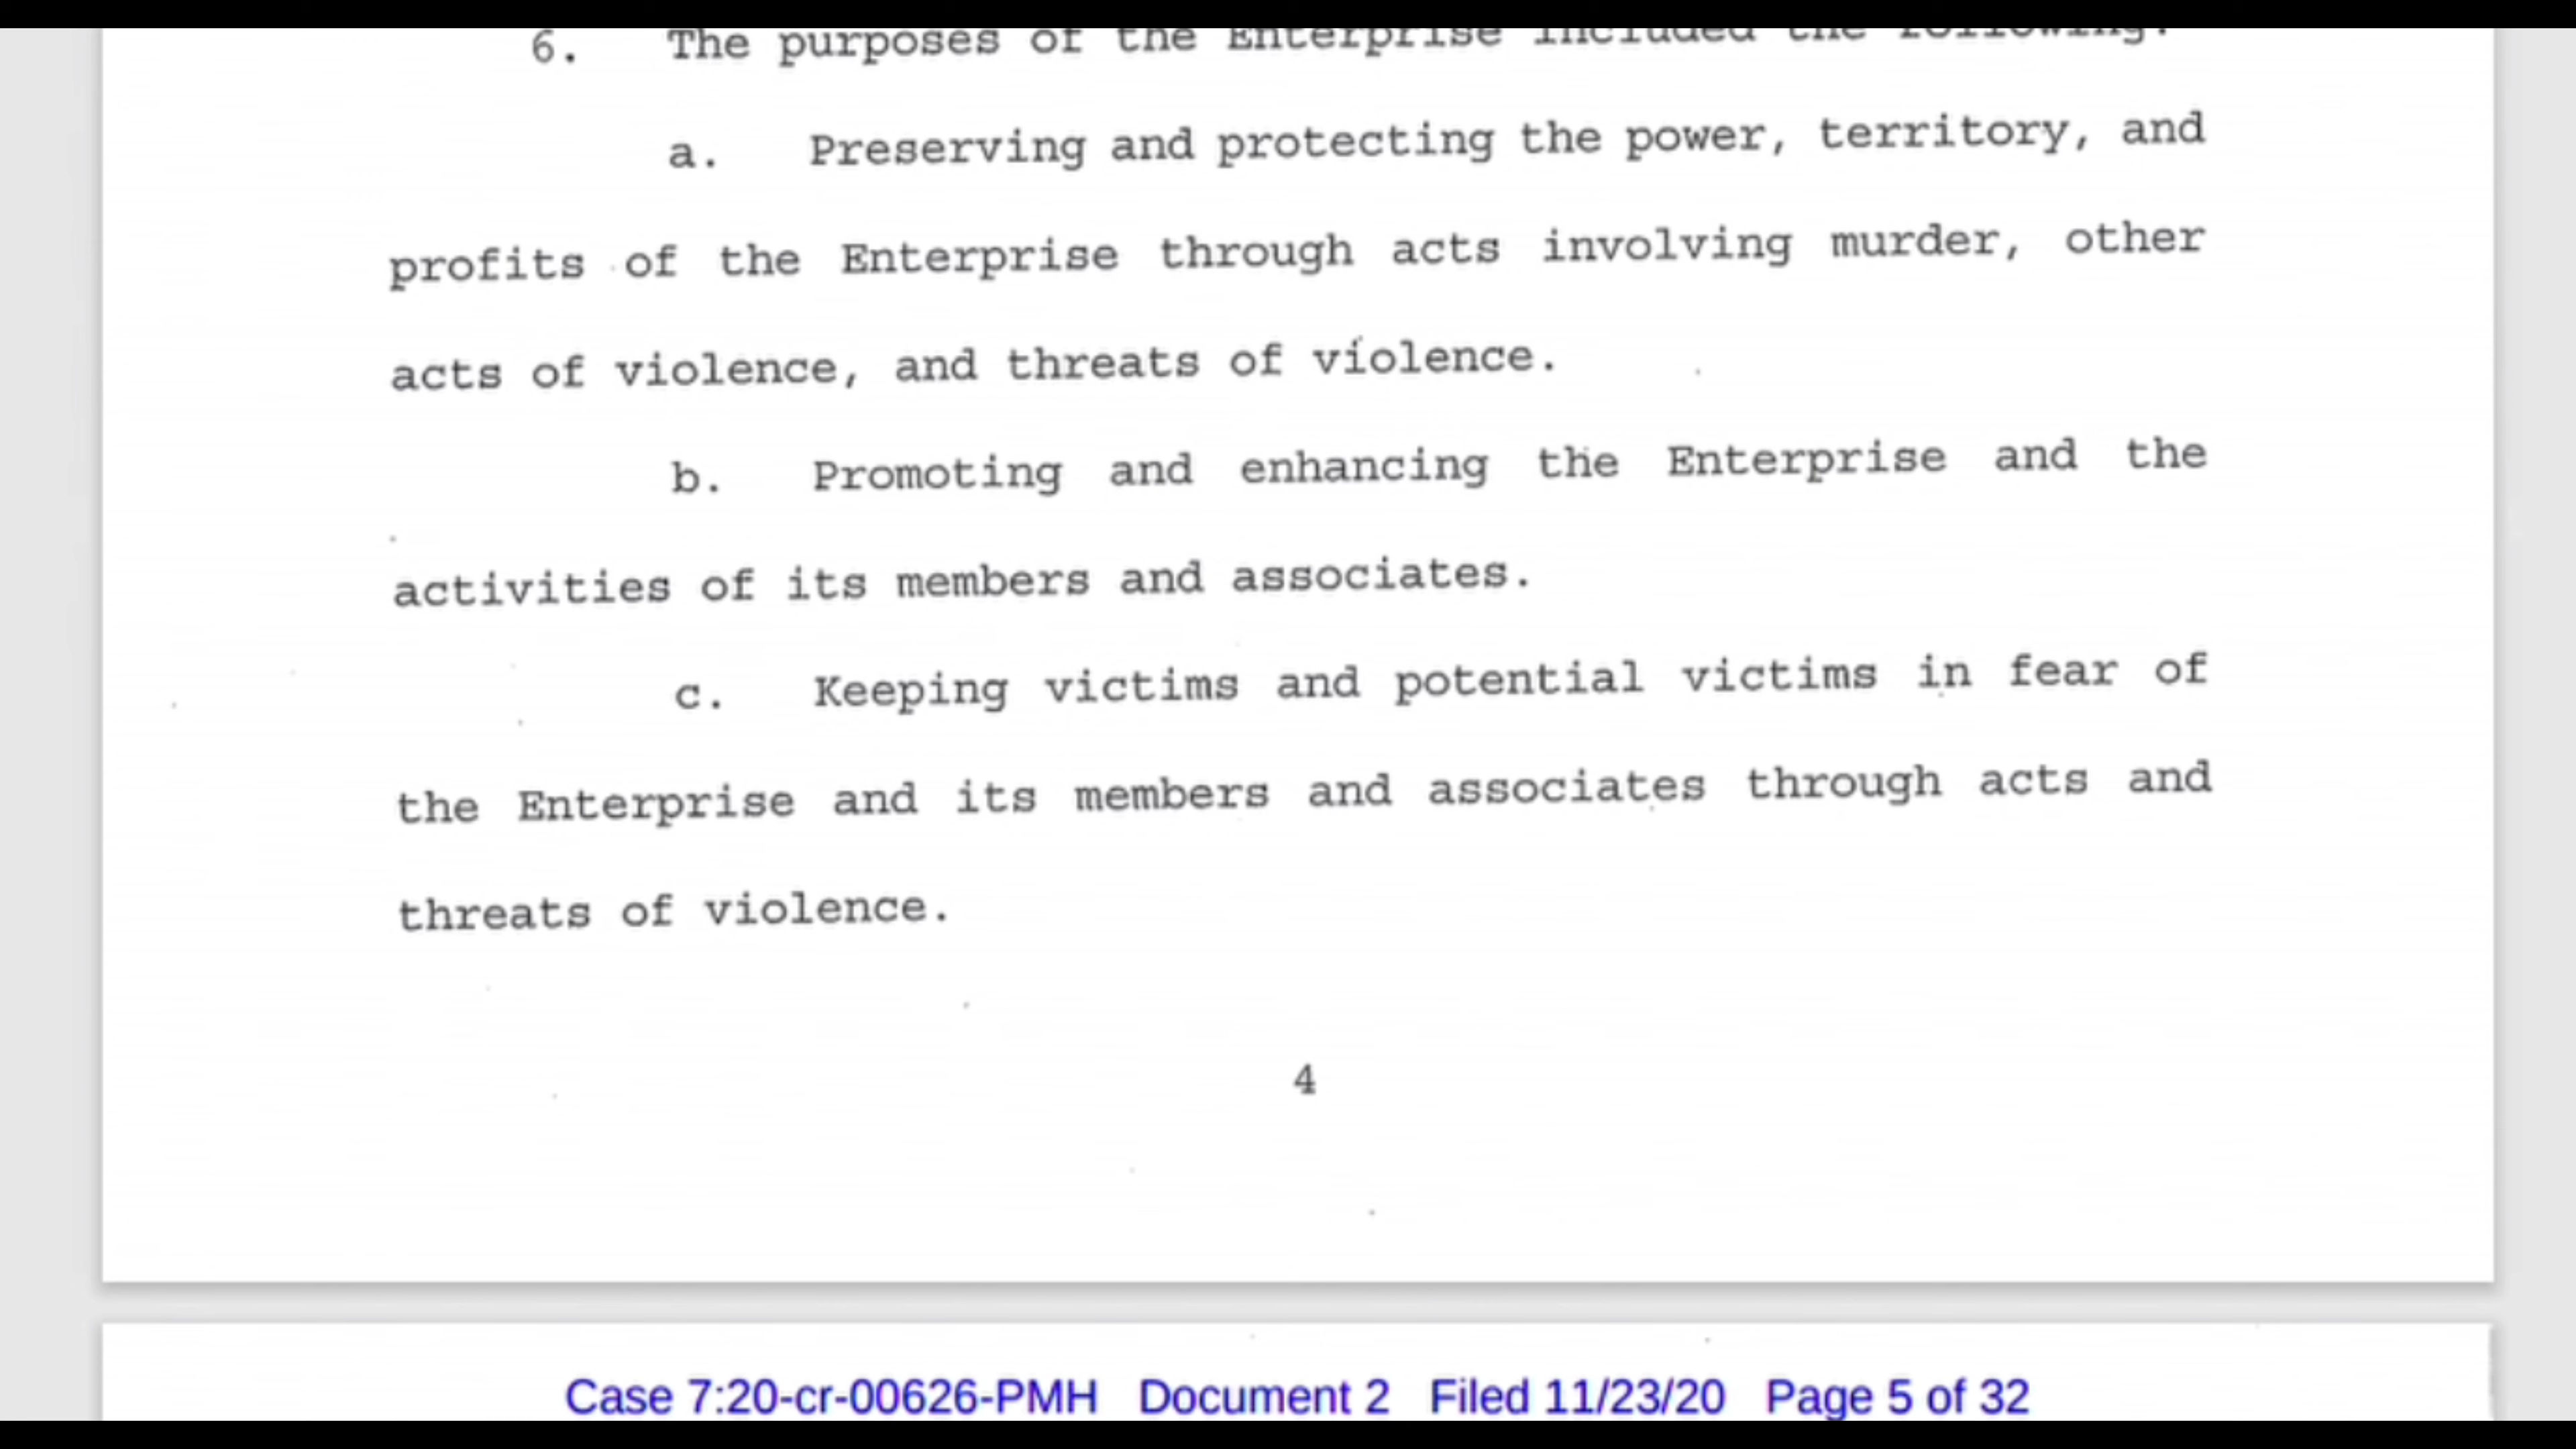 6. The purposes of the Enterprise included the following:
a. Preserving and protecting the power, territory, and
profits of the Enterprise through acts involving murder, other
acts of violence, and threats of violence.
b. Promoting and enhancing the Enterprise and the
activities of its members and associates.
c. Keeping victims and potential victims in fear of
the Enterprise and its members and associates through acts and
threats of violence.
4
Case 7:20-cr-00626-PMH Document 2 Filed 11/23/20 Page 5 of 32